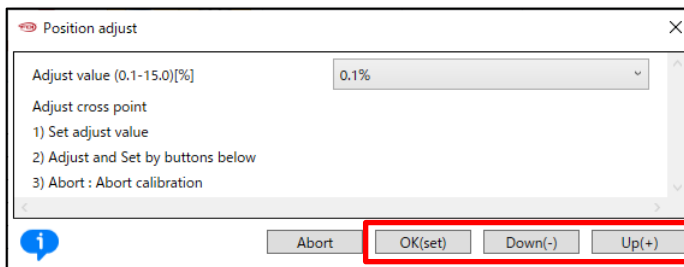 Position adjust
Adjust value (0.1-15.0)[%] 0.1%
Adjust cross point
1) Set adjust value
2) Adjust and Set by buttons below
3) Abort : Abort calibration
Abort OK(set) Down(-) Up(+)